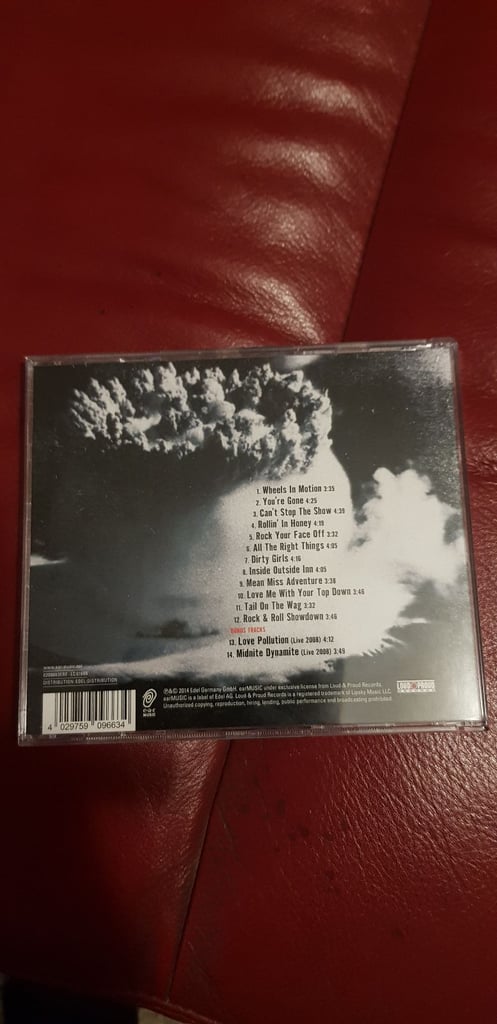 1. Wheels In Motion 3:35
2. You're Gone 4:25
3. Can't Stop The Show 4:39
4. Rollin' In Honey 4:19
5. Rock Your Face Off 3:32
6. All The Right Things 4:05
7. Dirty Girls 4:16
8. Inside Outside Inn 4:05
9. Mean Miss Adventure 3:38
10. Love Me With Your Top Down 3:46
11. Tail On The Wag 3:32
12. Rock & Roll Showdown 3:46
BONUS TRACKS
13. Love Pollution (Live 2008) 4:12
14. Midnite Dynamite (Live 2008) 3:49
DISTRIBUTION: EDEL DISTRIBUTION
4 029759 096634
ear MUSIC
℗&© 2014 Edel Germany GmbH. earMUSIC under exclusive license from Loud & Proud Records.
earMUSIC is a label of Edel AG. Loud & Proud Records is a registered trademark of Lipsky Music LLC.
Unauthorized copying, reproduction, hiring, lending, public performance and broadcasting prohibited.
LOUD & PROUD
RECORDS